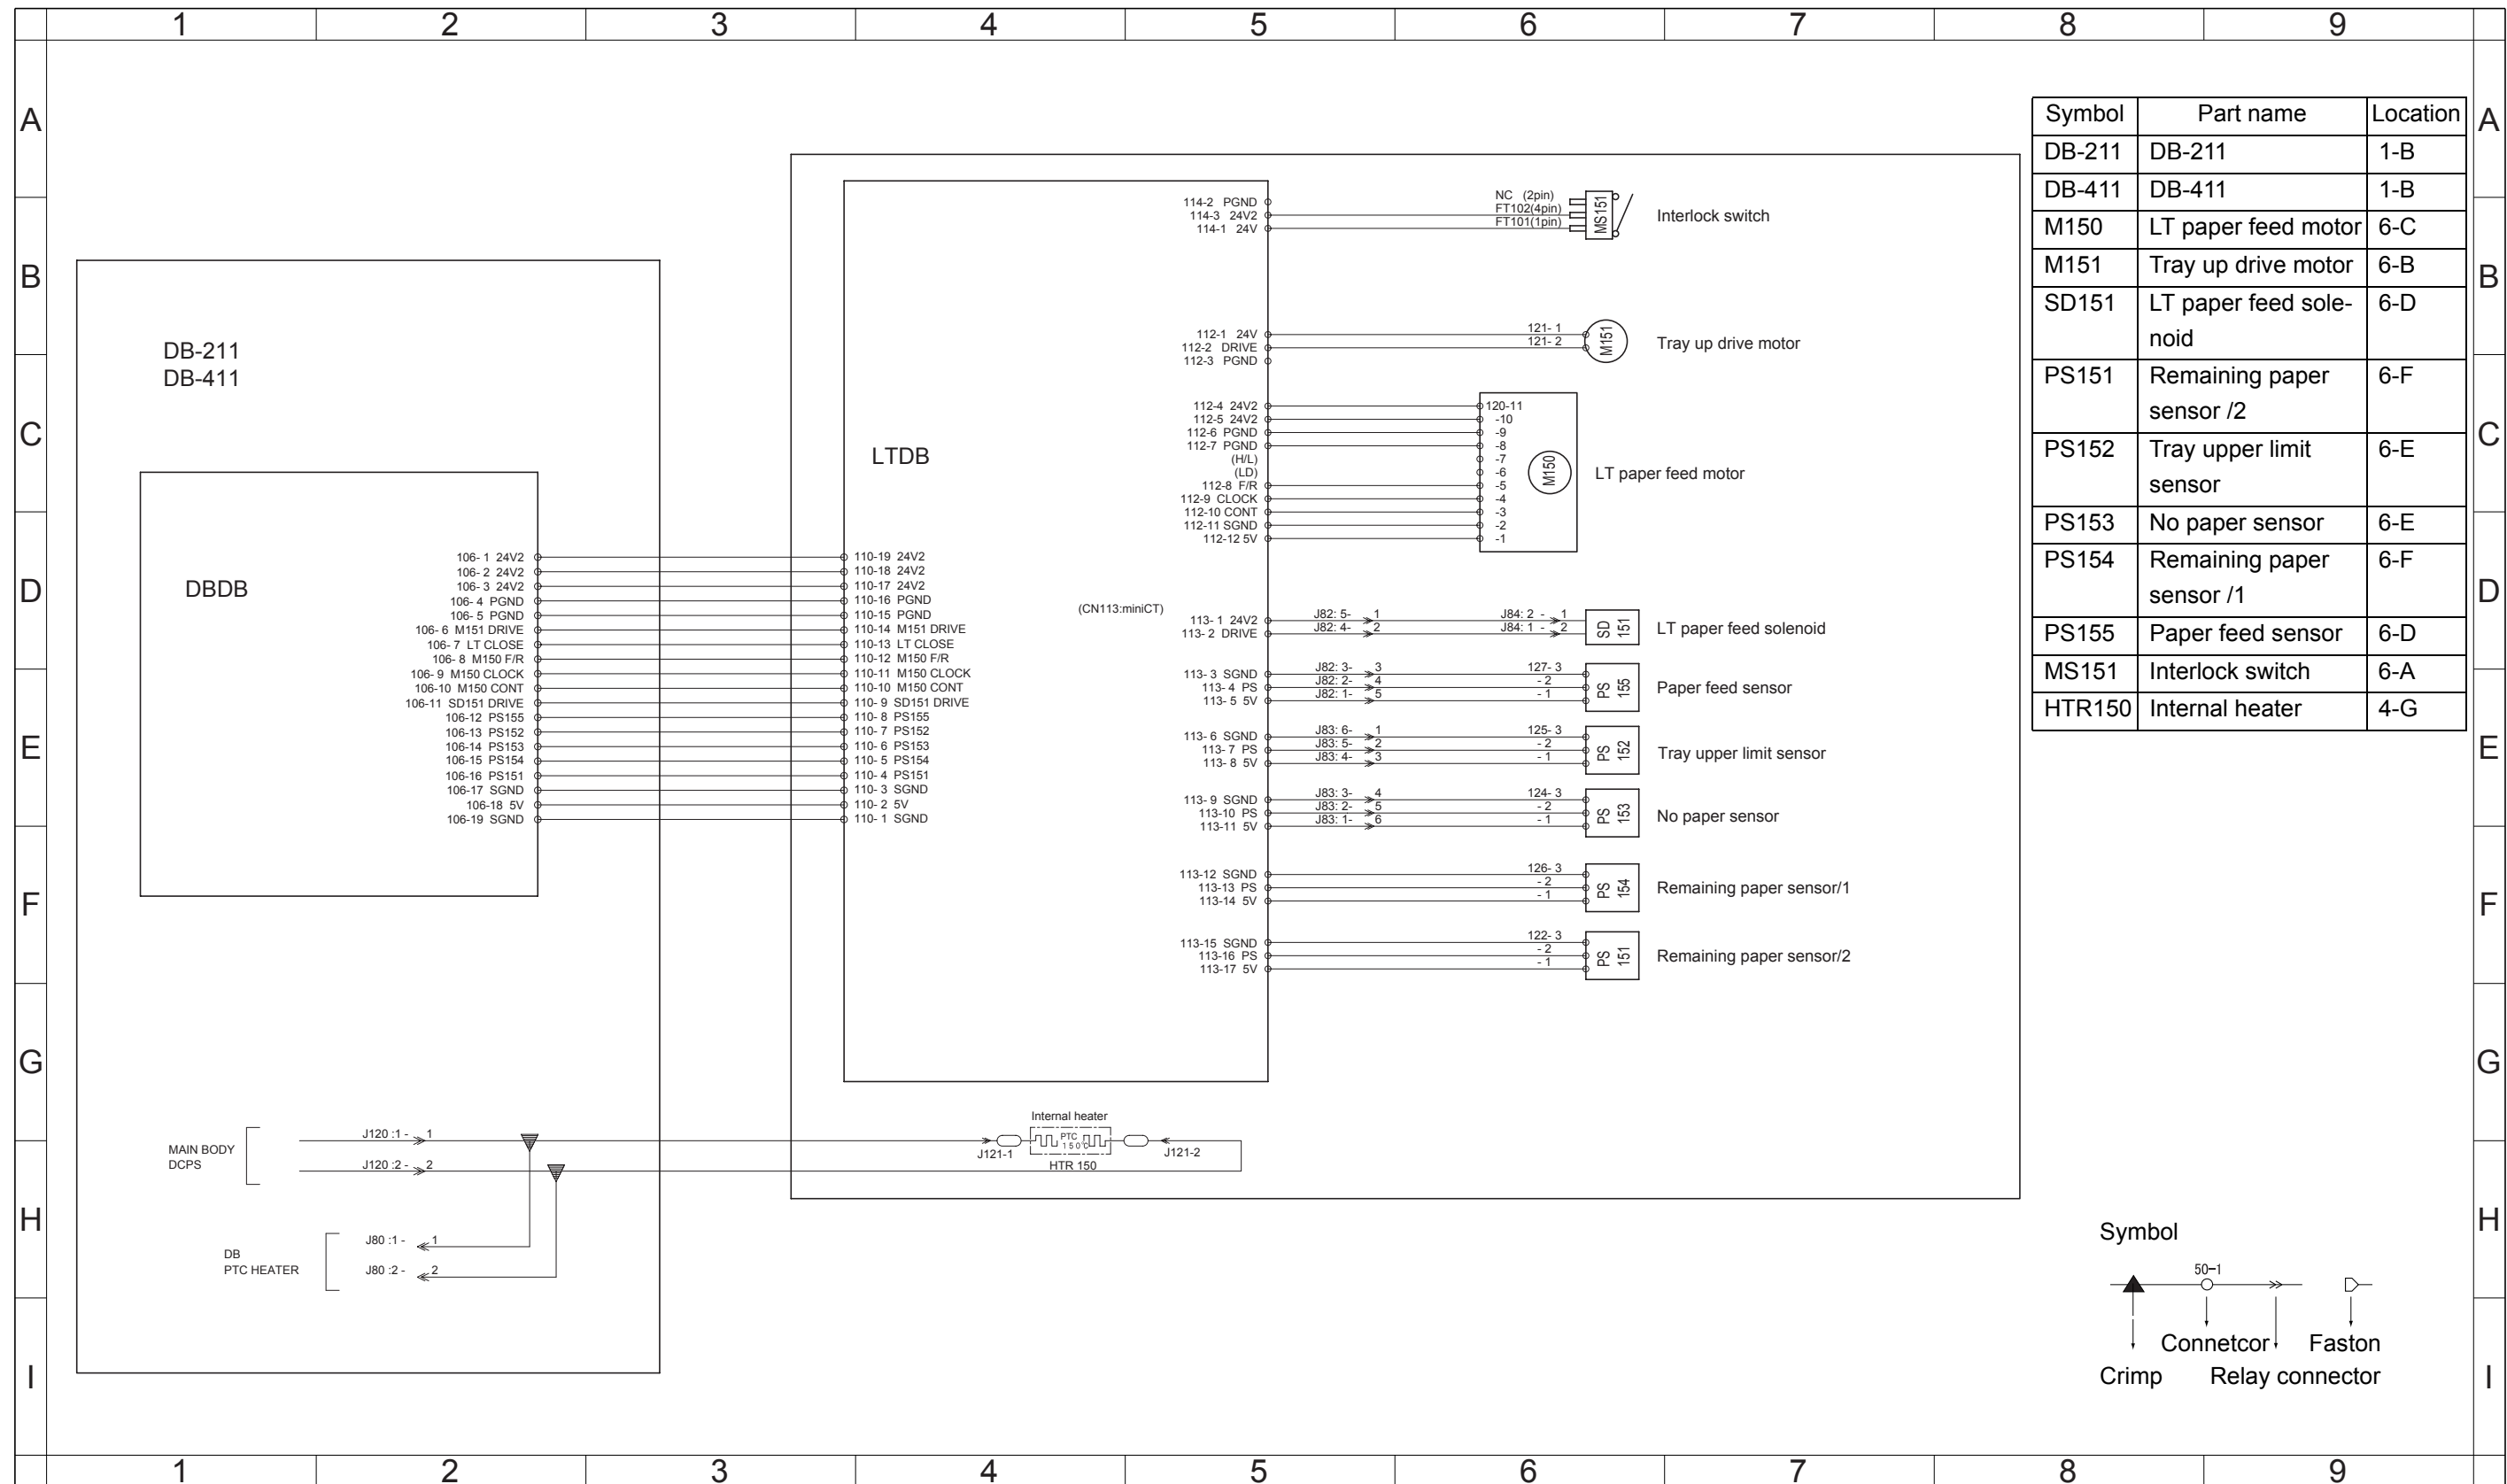 1 2 3 4 5 6 7 8 9
A
B
C
D
E
F
G
H
I
DB-211
DB-411
DBDB
106- 1 24V2
106- 2 24V2
106- 3 24V2
106- 4 PGND
106- 5 PGND
106- 6 M151 DRIVE
106- 7 LT CLOSE
106- 8 M150 F/R
106- 9 M150 CLOCK
106-10 M150 CONT
106-11 SD151 DRIVE
106-12 PS155
106-13 PS152
106-14 PS153
106-15 PS154
106-16 PS151
106-17 SGND
106-18 5V
106-19 SGND
MAIN BODY
DCPS
J120 :1 - 1
J120 :2 - 2
DB
PTC HEATER
J80 :1 - 1
J80 :2 - 2
LTDB
110-19 24V2
110-18 24V2
110-17 24V2
110-16 PGND
110-15 PGND
110-14 M151 DRIVE
110-13 LT CLOSE
110-12 M150 F/R
110-11 M150 CLOCK
110-10 M150 CONT
110- 9 SD151 DRIVE
110- 8 PS155
110- 7 PS152
110- 6 PS153
110- 5 PS154
110- 4 PS151
110- 3 SGND
110- 2 5V
110- 1 SGND
(CN113:miniCT)
114-2 PGND
114-3 24V2
114-1 24V
NC (2pin)
FT102(4pin)
FT101(1pin)
MS151
Interlock switch
112-1 24V
112-2 DRIVE
112-3 PGND
121- 1
121- 2
M151
Tray up drive motor
112-4 24V2
112-5 24V2
112-6 PGND
112-7 PGND
(H/L)
(LD)
112-8 F/R
112-9 CLOCK
112-10 CONT
112-11 SGND
112-12 5V
120-11
-10
-9
-8
-7
-6
-5
-4
-3
-2
-1
M150
LT paper feed motor
113- 1 24V2
113- 2 DRIVE
J82: 5- 1
J82: 4- 2
J84: 2 - 1
J84: 1 - 2
SD
151
LT paper feed solenoid
113- 3 SGND
113- 4 PS
113- 5 5V
J82: 3- 3
J82: 2- 4
J82: 1- 5
127- 3
- 2
- 1
PS
155
Paper feed sensor
113- 6 SGND
113- 7 PS
113- 8 5V
J83: 6- 1
J83: 5- 2
J83: 4- 3
125- 3
- 2
- 1
PS
152
Tray upper limit sensor
113- 9 SGND
113-10 PS
113-11 5V
J83: 3- 4
J83: 2- 5
J83: 1- 6
124- 3
- 2
- 1
PS
153
No paper sensor
113-12 SGND
113-13 PS
113-14 5V
126- 3
- 2
- 1
PS
154
Remaining paper sensor/1
113-15 SGND
113-16 PS
113-17 5V
122- 3
- 2
- 1
PS
151
Remaining paper sensor/2
Internal heater
PTC
150℃
J121-1
J121-2
HTR 150
Symbol Part name Location
DB-211 DB-211 1-B
DB-411 DB-411 1-B
M150 LT paper feed motor 6-C
M151 Tray up drive motor 6-B
SD151 LT paper feed sole- 6-D
noid
PS151 Remaining paper 6-F
sensor /2
PS152 Tray upper limit 6-E
sensor
PS153 No paper sensor 6-E
PS154 Remaining paper 6-F
sensor /1
PS155 Paper feed sensor 6-D
MS151 Interlock switch 6-A
HTR150 Internal heater 4-G
Symbol
50-1
Connetcor Faston
Crimp Relay connector
A
B
C
D
E
F
G
H
I
1 2 3 4 5 6 7 8 9